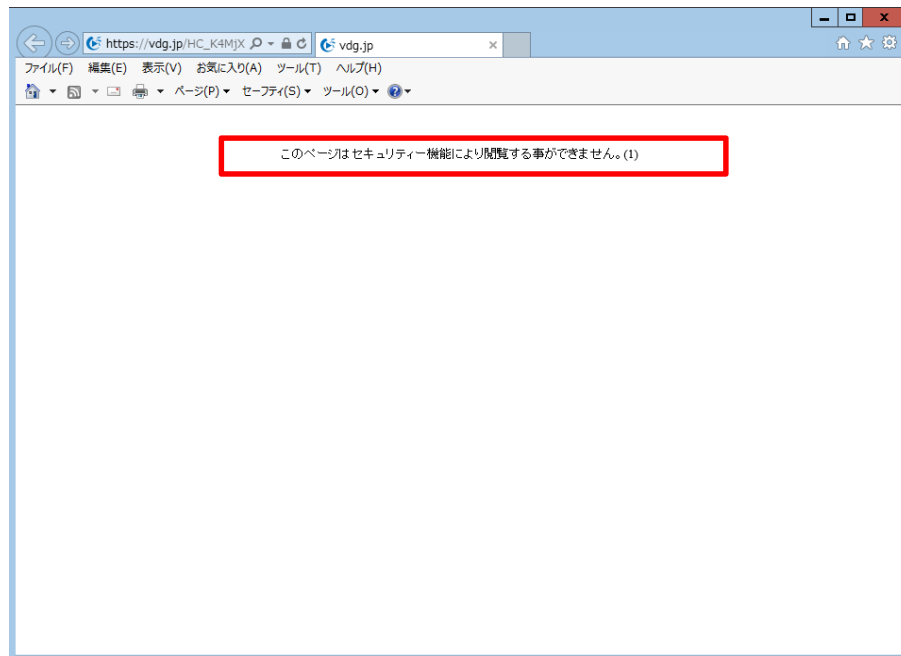 https://vdg.jp/HC_K4MjX
vdg.jp
ファイル(F) 編集(E) 表示(V) お気に入り(A) ツール(T) ヘルプ(H)
ページ(P) セーフティ(S) ツール(O)
このページはセキュリティー機能により閲覧する事ができません。(1)